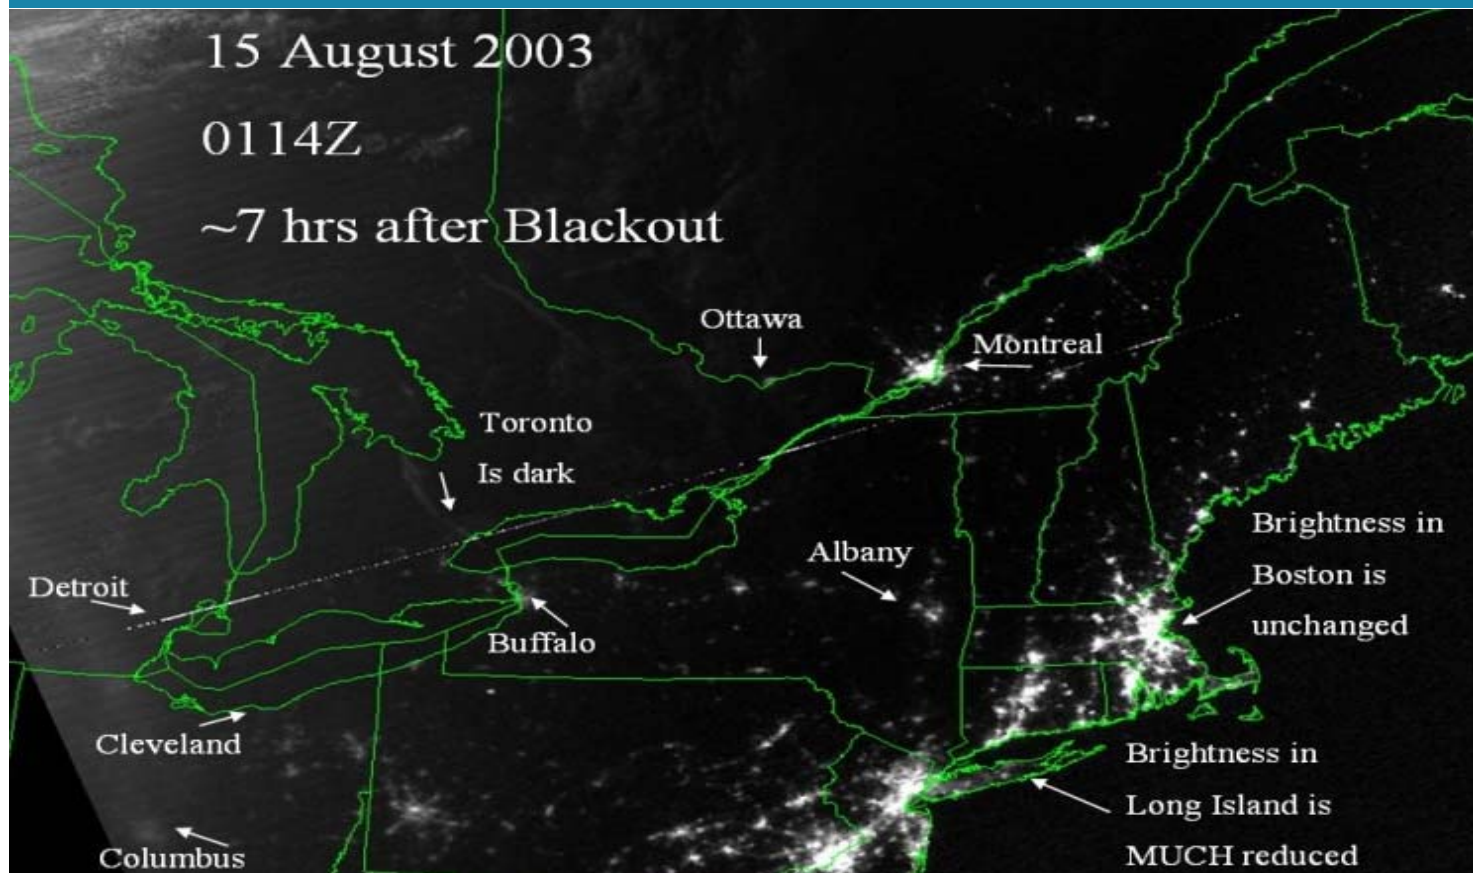 15 August 2003
0114Z
~7 hrs after Blackout
Ottawa
Montreal
Toronto
Is dark
Detroit
Albany
Brightness in
Boston is
unchanged
Buffalo
Cleveland
Brightness in
Long Island is
MUCH reduced
Columbus